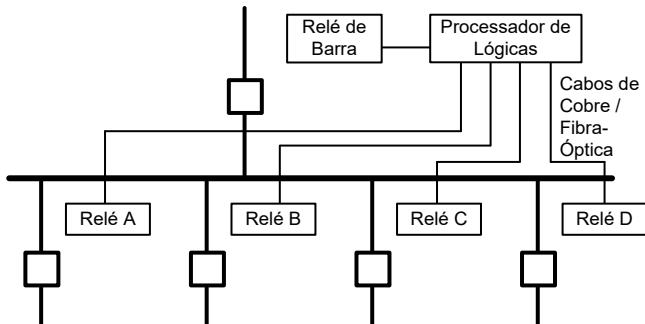 Relé de
Barra
Processador de
Lógicas
Cabos de
Cobre /
Fibra-
Óptica
Relé A
Relé B
Relé C
Relé D